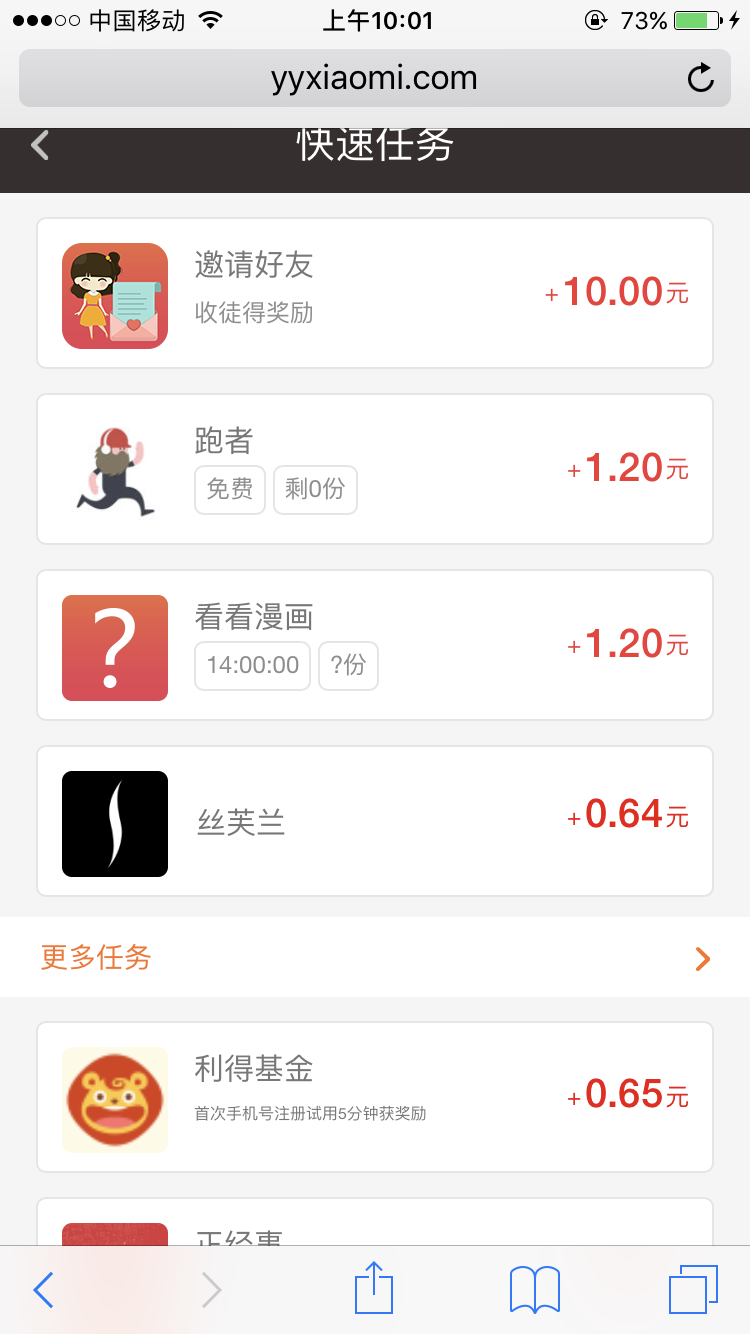 中国移动 上午10:01 73%
yyxiaomi.com
快速任务
邀请好友
收徒得奖励
+10.00元
跑者
免费 剩0份
+1.20元
?
看看漫画
14:00:00 ?份
+1.20元
丝芙兰
+0.64元
更多任务
利得基金
首次手机号注册试用5分钟获奖励
+0.65元
正经事